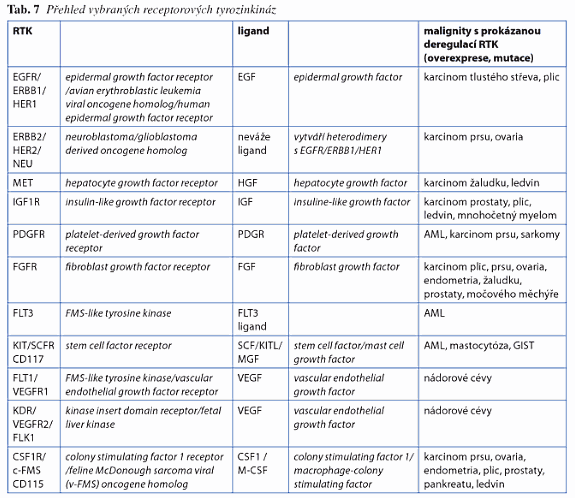 Tab. 7 Přehled vybraných receptorových tyrozinkináz
RTK ligand malignity s prokázanou
deregulací RTK
(overexprese, mutace)
EGFR/ epidermal growth factor receptor EGF epidermal growth factor karcinom tlustého střeva, plic
ERBB1/ /avian erythroblastic leukemia
HER1 viral oncogene homolog/human
epidermal growth factor receptor
ERBB2/ neuroblastoma/glioblastoma neváže vytvdří heterodimery karcinom prsu, ovaria
HER2/ derived oncogene homolog ligand s EGFR/ERBB1/HER1
NEU
MET hepatocyte growth factor receptor HGF hepatocyte growth factor karcinom žaludku, ledvin
IGF1R insulin-like growth factor receptor IGF insuline-like growth factor karcinom prostaty, plic,
ledvin, mnohočetný myelom
PDGFR platelet-derived growth factor PDGR platelet-derived growth AML, karcinom prsu, sarkomy
receptor factor
FGFR fibroblast growth factor receptor FGF fibroblast growth factor karcinom plic, prsu, ovaria,
endometria, žaludku,
prostaty, močového měchýře
FLT3 FMS-like tyrosine kinase FLT3 AML
ligand
KIT/SCFR stem cell factor receptor SCF/KITL/ stem cell factor/mast cell AML, mastocytóza, GIST
CD117 MGF growth factor
FLT1/ FMS-like tyrosine kinase/vascular VEGF vascular endothelial nádorové cévy
VEGFR1 endothelial growth factor receptor growth factor
KDR/ kinase insert domain receptor/fetal VEGF vascular endothelial nádorové cévy
VEGFR2/ liver kinase growth factor
FLK1
CSF1R/ colony stimulating factor 1 receptor CSF1 / colony stimulating factor 1/ karcinom prsu, ovaria,
c-FMS /feline McDonough sarcoma viral M-CSF macrophage-colony endometria, plic, prostaty,
CD115 (v-FMS) oncogene homolog stimulating factor pankreatu, ledvin